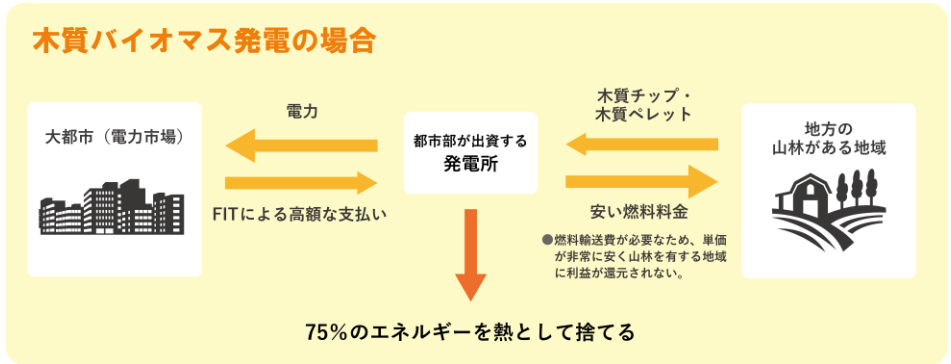 木質バイオマス発電の場合
大都市（電力市場）
電力
FITによる高額な支払い
都市部が出資する
発電所
木質チップ・
木質ペレット
安い燃料料金
●燃料輸送費が必要なため、単価
が非常に安く山林を有する地域
に利益が還元されない。
地方の
山林がある地域
75%のエネルギーを熱として捨てる